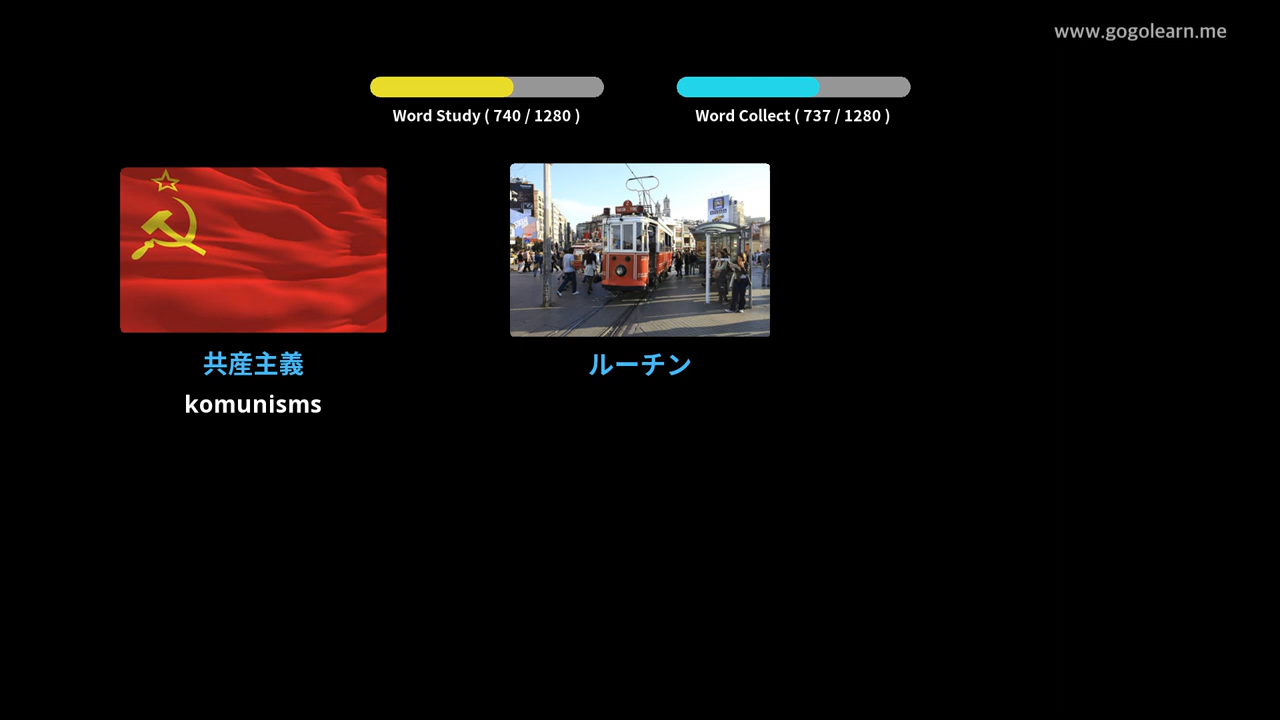 www.gogolearn.me
Word Study ( 740 / 1280 )
Word Collect ( 737 / 1280 )
共産主義
ルーチン
komunisms